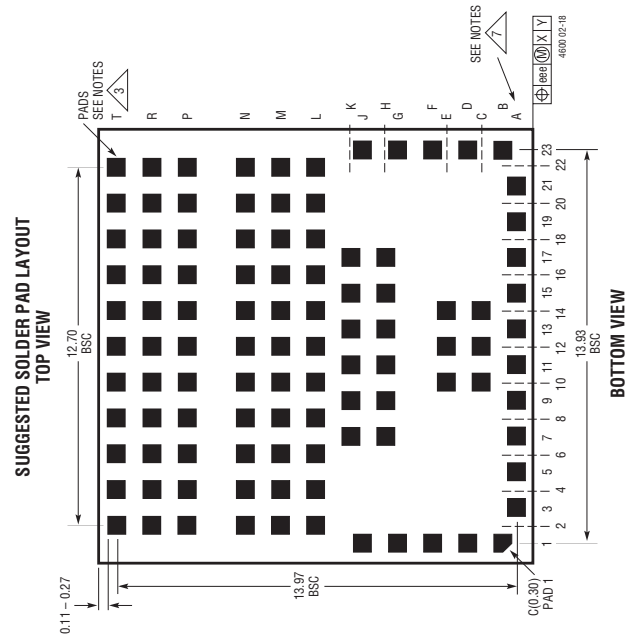 SUGGESTED SOLDER PAD LAYOUT
TOP VIEW
0.11 – 0.27
12.70
BSC
PADS
SEE NOTES
3
T
R
P
N
M
L
K
J
H
G
F
E
D
C
B
A
13.97
BSC
C(0.30)
PAD 1
1
2
3
4
5
6
7
8
9
10
11
12
13
14
15
16
17
18
19
20
21
22
23
13.93
BSC
SEE NOTES
7
⌖ eee Ⓜ X Y
4600 02-18
BOTTOM VIEW